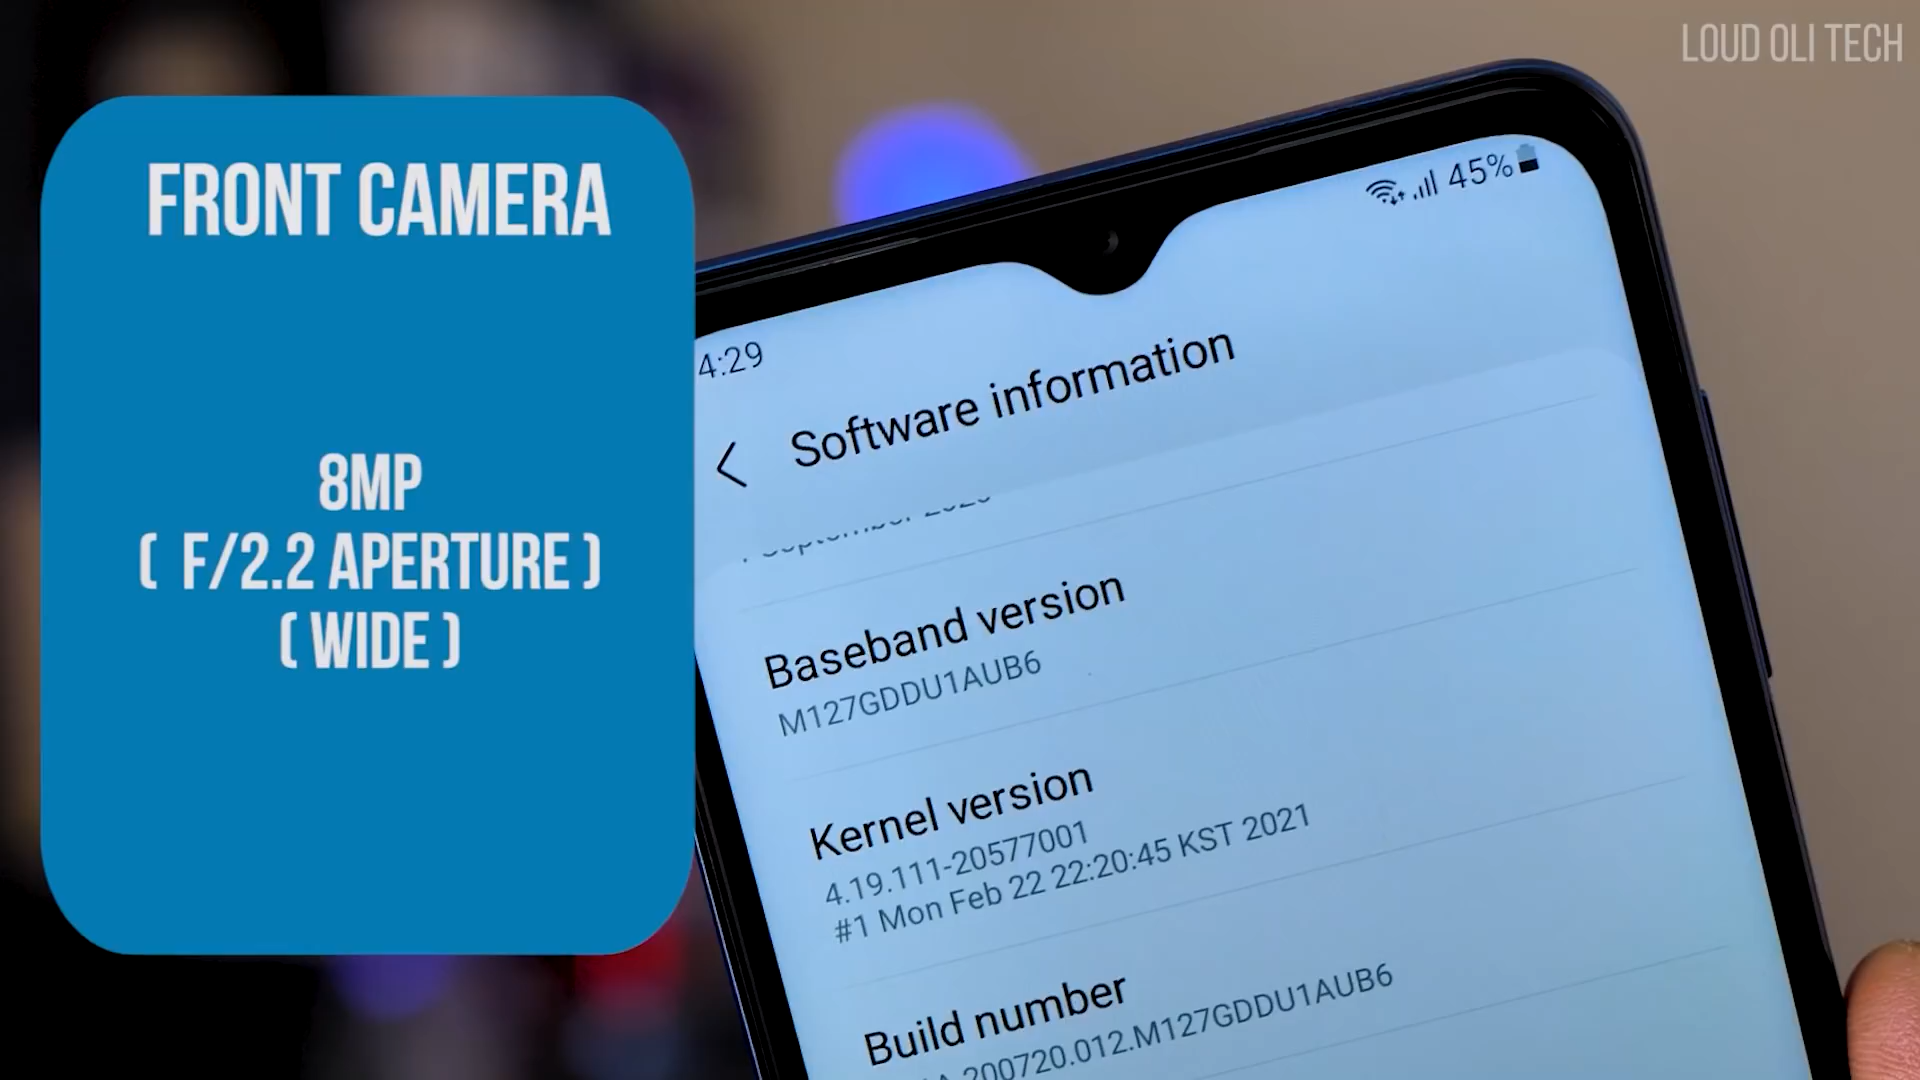 LOUD OLI TECH
FRONT CAMERA
8MP
( F/2.2 APERTURE )
( WIDE )
45%
4:29
Software information
Baseband version
M127GDDU1AUB6
Kernel version
4.19.111-20577001
#1 Mon Feb 22 22:20:45 KST 2021
Build number
200720.012.M127GDDU1AUB6